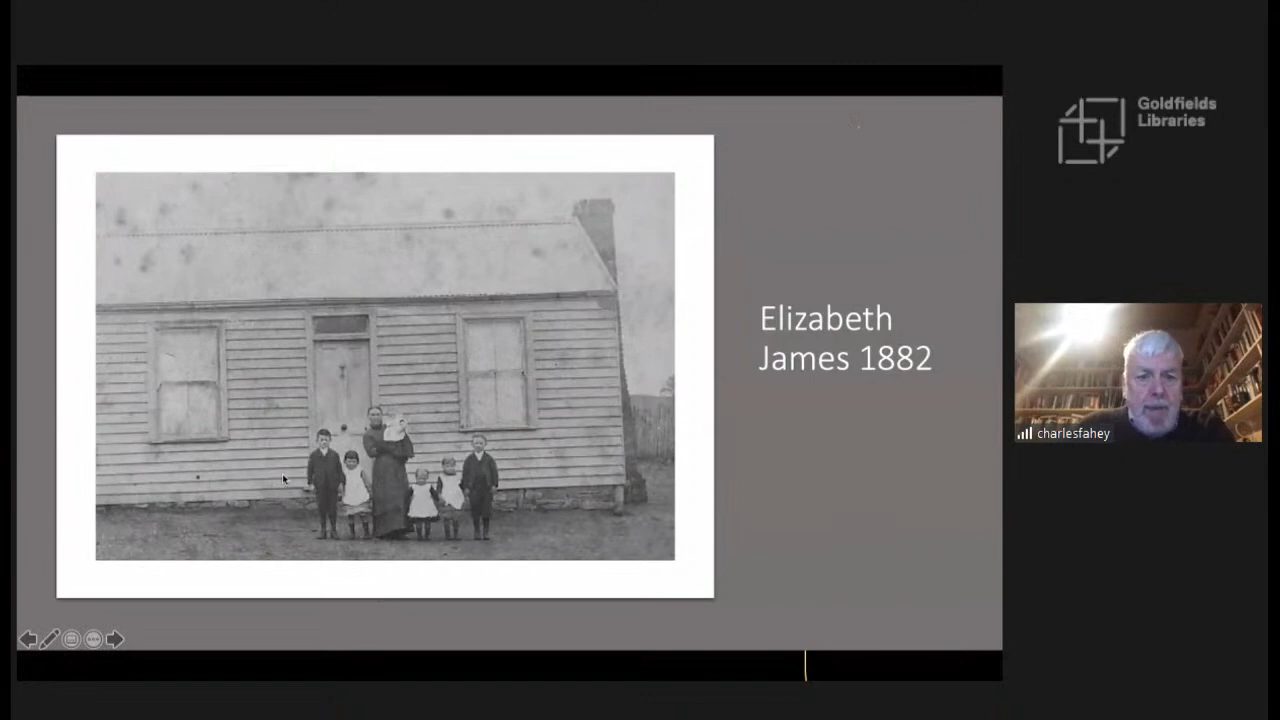 Goldfields
Libraries
Elizabeth
James 1882
charlesfahey